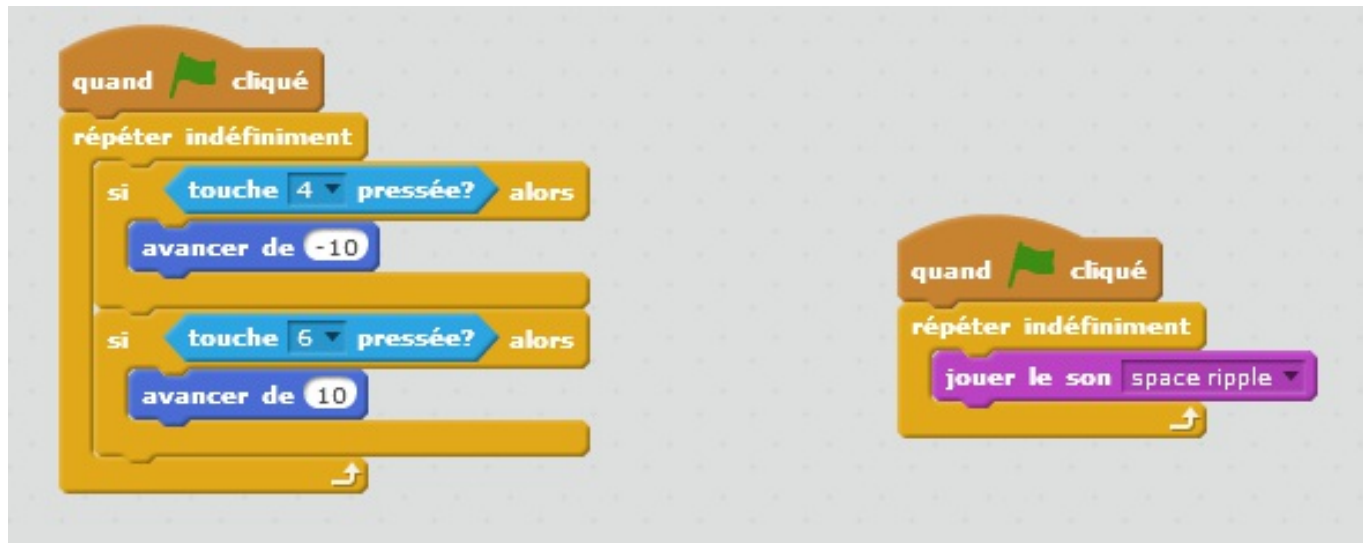 quand cliqué
répéter indéfiniment
si touche 4 pressée? alors
avancer de -10
si touche 6 pressée? alors
avancer de 10
quand cliqué
répéter indéfiniment
jouer le son space ripple